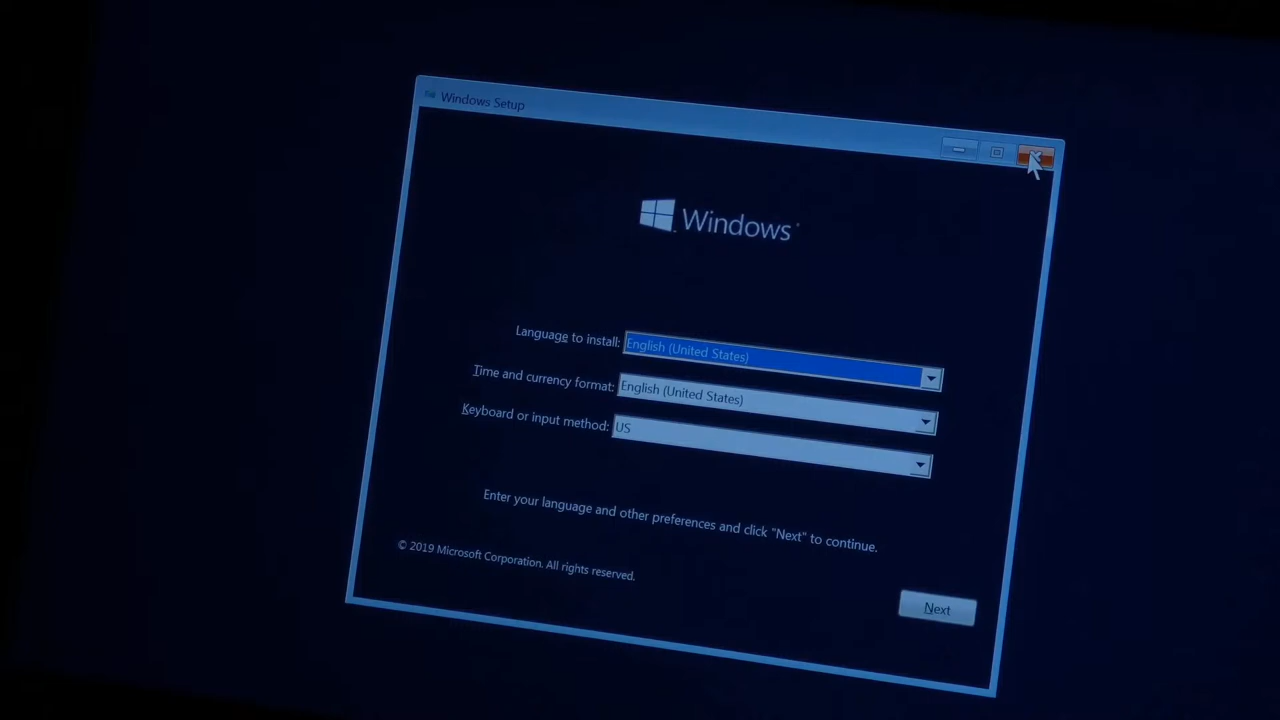 Windows Setup
Windows
Language to install: English (United States)
Time and currency format: English (United States)
Keyboard or input method: US
Enter your language and other preferences and click "Next" to continue.
© 2019 Microsoft Corporation. All rights reserved.
Next